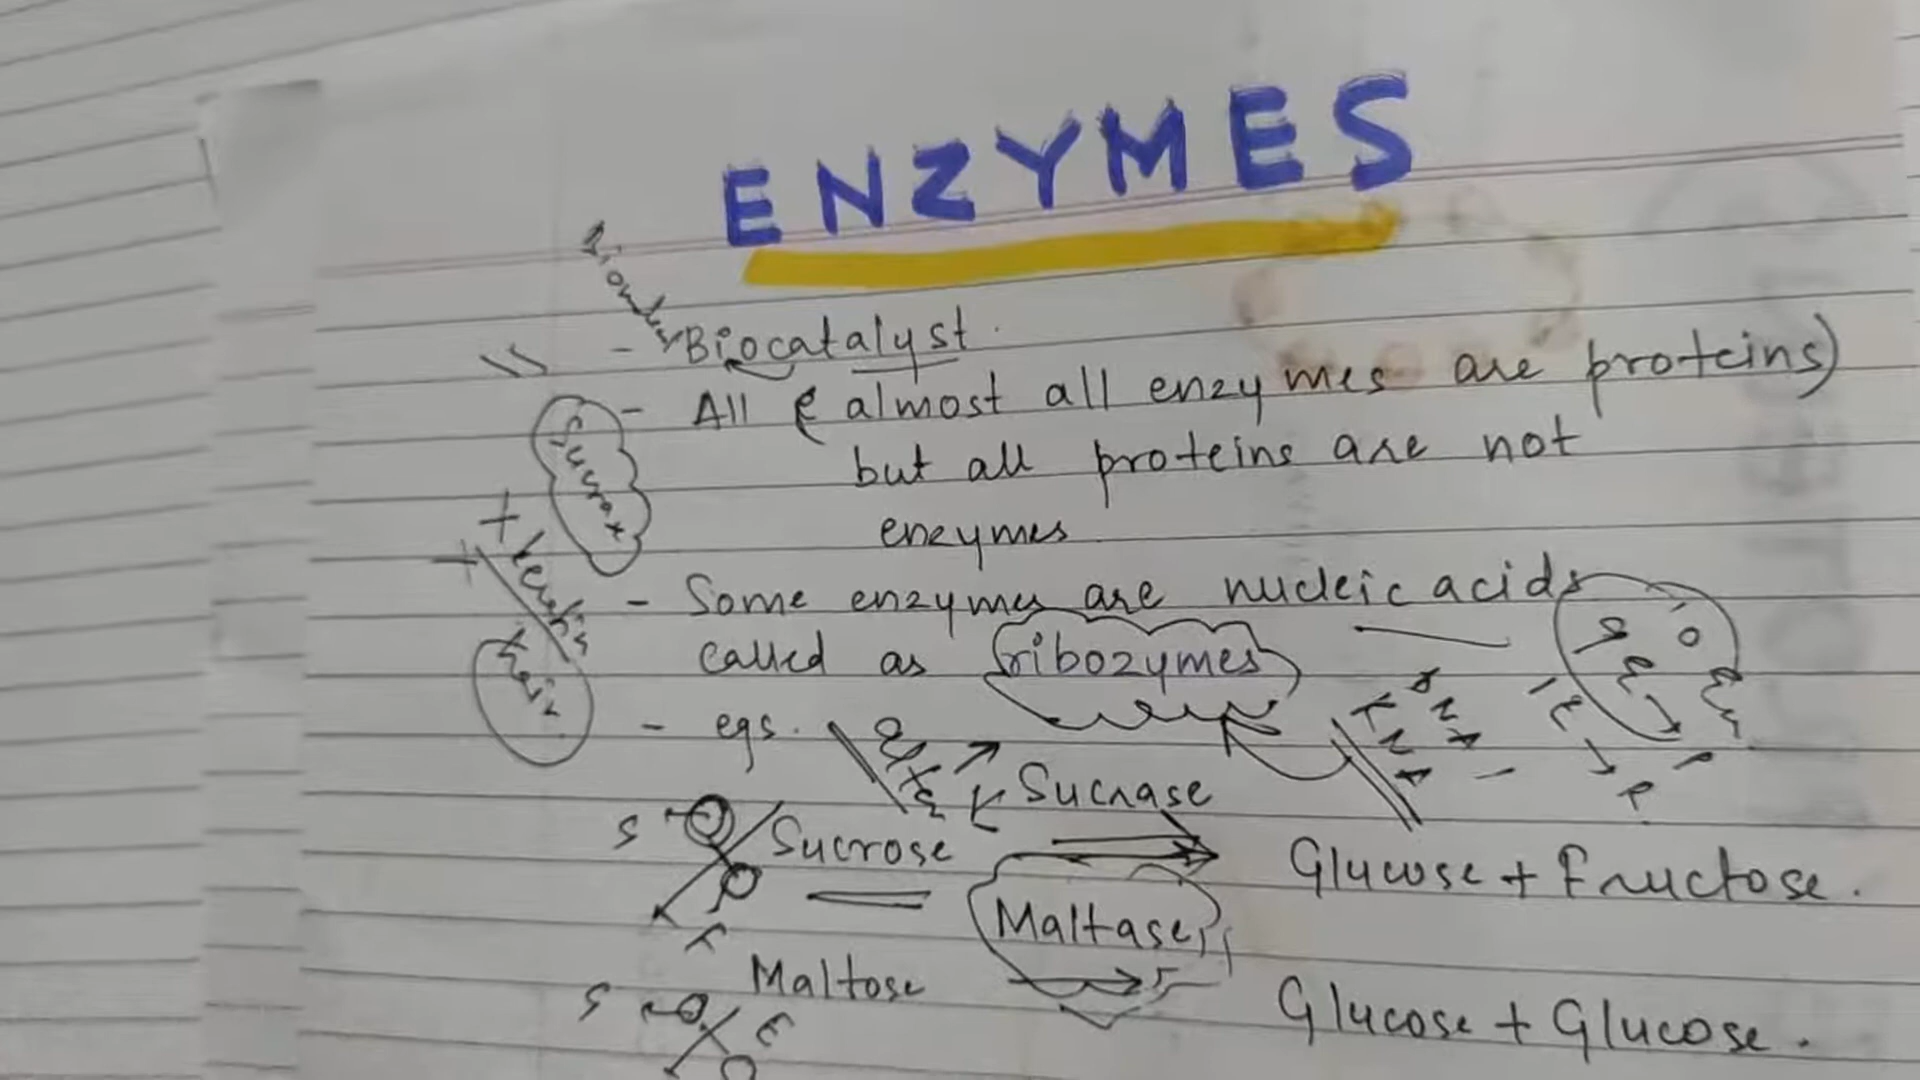 ENZYMES
- Biocatalyst.
- All ( almost all enzymes are proteins)
but all proteins are not
enzymes
- Some enzymes are nucleic acids
called as ribozymes
- egs.
Sucrase
S Sucrose → Glucose + Fructose.
Maltase
Maltose → Glucose + Glucose.
S
E